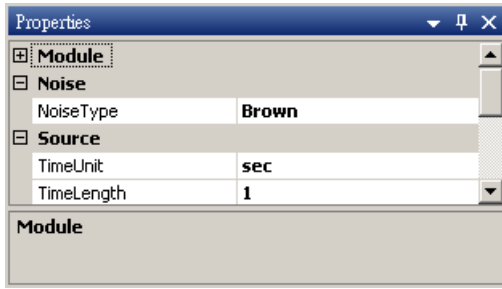 Properties
Module
Noise
NoiseType Brown
Source
TimeUnit sec
TimeLength 1
Module